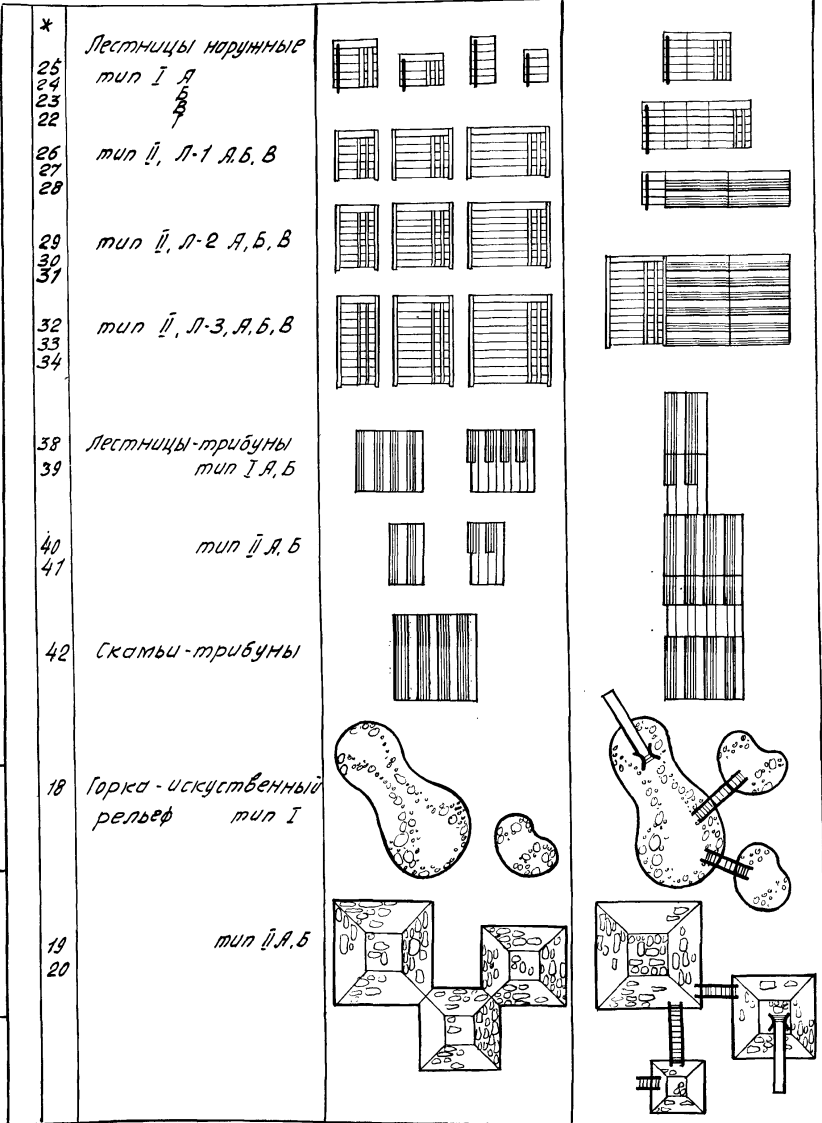 *
Лестницы наружные
25 тип I А
24 Б
23 В
22 Г
26 тип II, Л-1 А,Б, В
27
28
29 тип II, Л-2 А,Б,В
30
31
32 тип II, Л-3, А,Б,В
33
34
38 Лестницы-трибуны
39 тип I А,Б
40 тип II А,Б
41
42 Скамьи-трибуны
18 Горка-искуственный
рельеф тип I
19 тип II А,Б
20